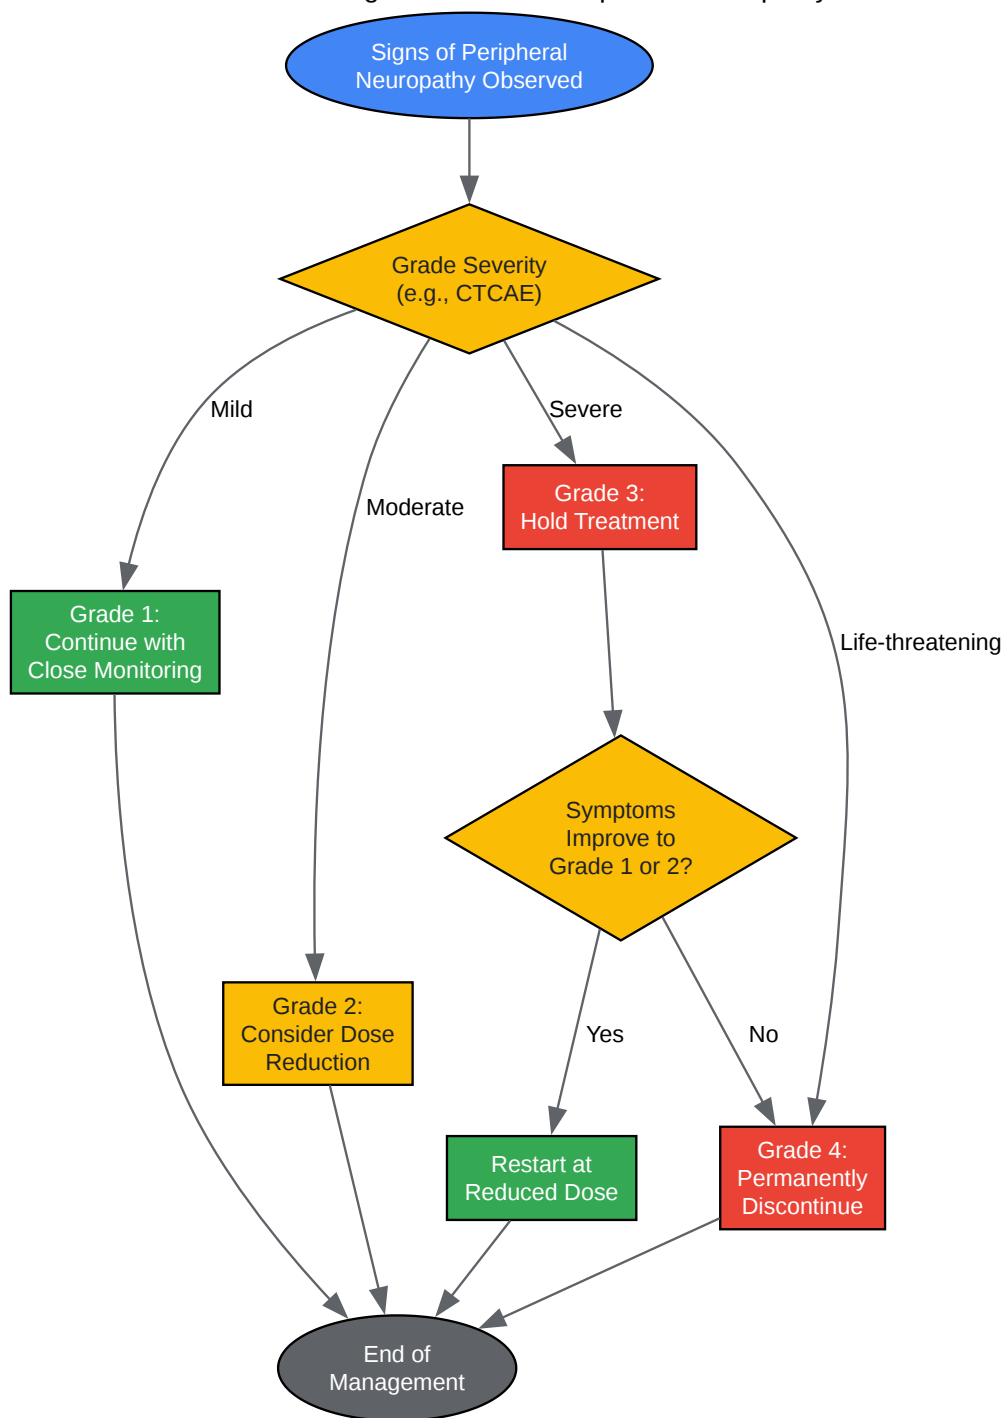 Signs of Peripheral
Neuropathy Observed
Grade Severity
(e.g., CTCAE)
Mild
Severe
Moderate
Grade 3:
Hold Treatment
Grade 1:
Continue with
Close Monitoring
Life-threatening
Symptoms
Improve to
Grade 1 or 2?
Grade 2:
Consider Dose
Reduction
Yes
No
Restart at
Reduced Dose
Grade 4:
Permanently
Discontinue
End of
Management